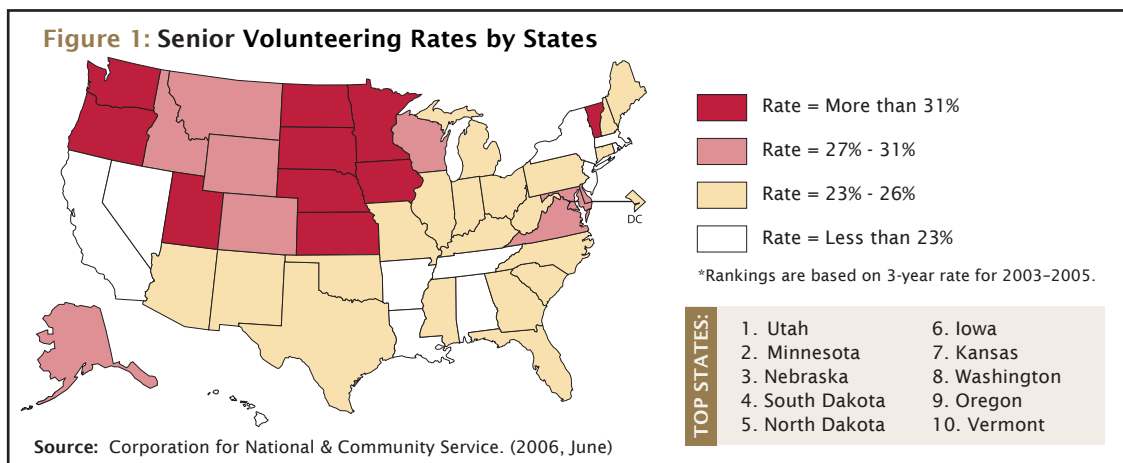 Figure 1: Senior Volunteering Rates by States
Rate = More than 31%
Rate = 27% - 31%
Rate = 23% - 26%
Rate = Less than 23%
*Rankings are based on 3-year rate for 2003–2005.
DC
TOP STATES:
1. Utah
2. Minnesota
3. Nebraska
4. South Dakota
5. North Dakota
6. Iowa
7. Kansas
8. Washington
9. Oregon
10. Vermont
Source: Corporation for National & Community Service. (2006, June)